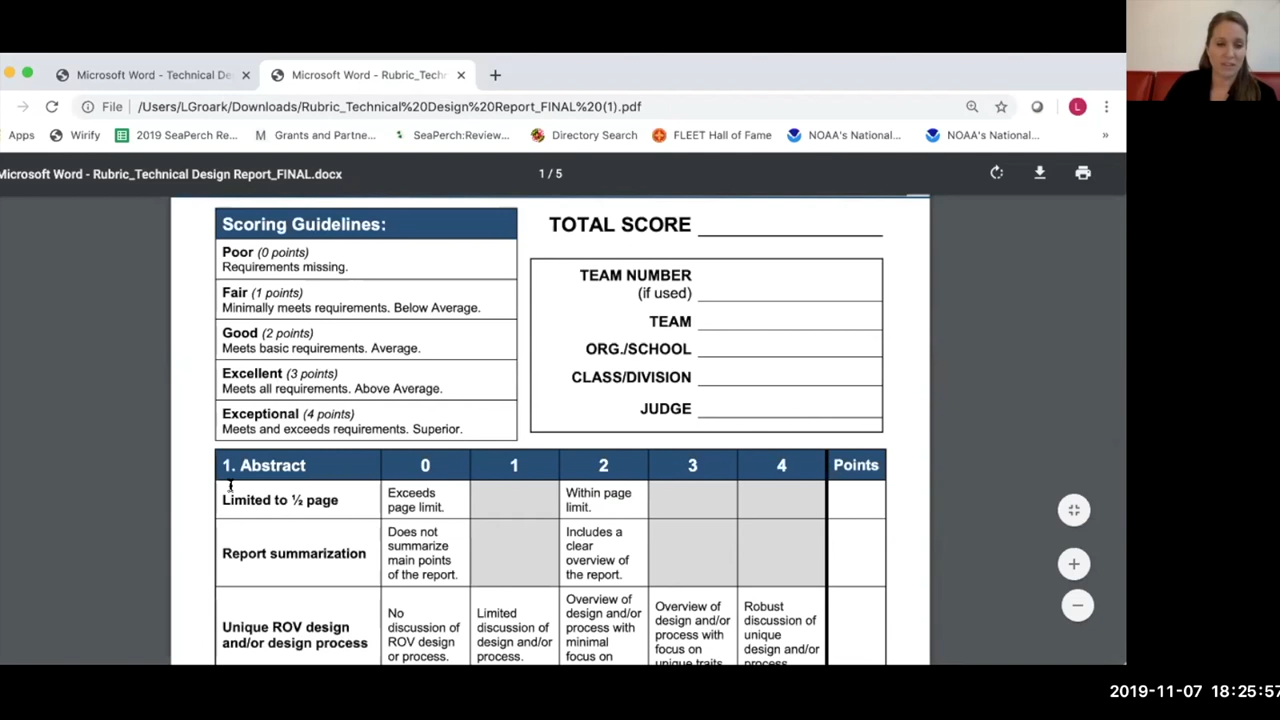 Microsoft Word - Technical De
Microsoft Word - Rubric_Techn
File /Users/LGroark/Downloads/Rubric_Technical%20Design%20Report_FINAL%20(1).pdf
L
Apps Wirify 2019 SeaPerch Re... Grants and Partne... SeaPerch:Review... Directory Search FLEET Hall of Fame NOAA's National... NOAA's National... »
Microsoft Word - Rubric_Technical Design Report_FINAL.docx 1 / 5
Scoring Guidelines:
Poor (0 points)
Requirements missing.
Fair (1 points)
Minimally meets requirements. Below Average.
Good (2 points)
Meets basic requirements. Average.
Excellent (3 points)
Meets all requirements. Above Average.
Exceptional (4 points)
Meets and exceeds requirements. Superior.
TOTAL SCORE
TEAM NUMBER
(if used)
TEAM
ORG./SCHOOL
CLASS/DIVISION
JUDGE
1. Abstract 0 1 2 3 4 Points
Limited to ½ page
Exceeds
page limit.
Within page
limit.
Report summarization
Does not
summarize
main points
of the report.
Includes a
clear
overview of
the report.
Unique ROV design
and/or design process
No
discussion of
ROV design
or process.
Limited
discussion of
design and/or
process.
Overview of
design and/or
process with
minimal
focus on
Overview of
design and/or
process with
focus on
unique traits
Robust
discussion of
unique
design and/or
process.
2019-11-07 18:25:57